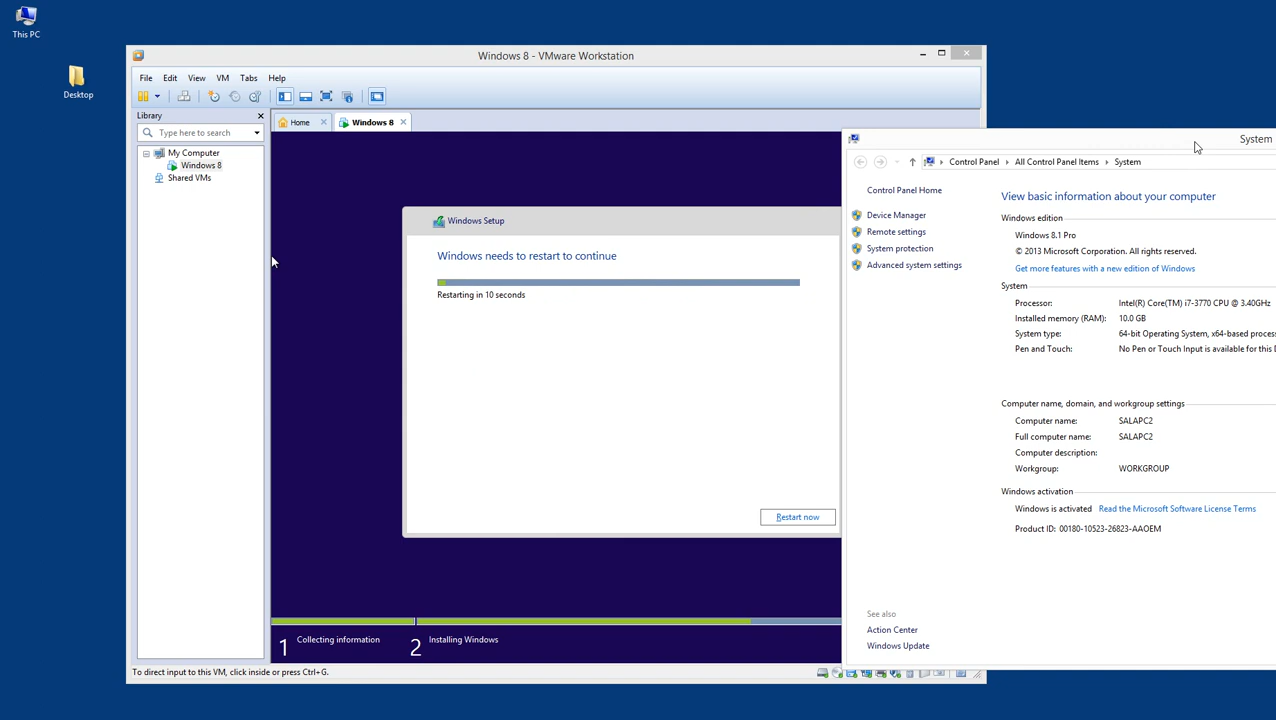 This PC
Desktop
Windows 8 - VMware Workstation
File Edit View VM Tabs Help
Library
Type here to search
My Computer
Windows 8
Shared VMs
Home
Windows 8
Windows Setup
Windows needs to restart to continue
Restarting in 10 seconds
Restart now
1 Collecting information
2 Installing Windows
To direct input to this VM, click inside or press Ctrl+G.
System
Control Panel All Control Panel Items System
Control Panel Home
Device Manager
Remote settings
System protection
Advanced system settings
See also
Action Center
Windows Update
View basic information about your computer
Windows edition
Windows 8.1 Pro
© 2013 Microsoft Corporation. All rights reserved.
Get more features with a new edition of Windows
System
Processor: Intel(R) Core(TM) i7-3770 CPU @ 3.40GHz
Installed memory (RAM): 10.0 GB
System type: 64-bit Operating System, x64-based proces
Pen and Touch: No Pen or Touch Input is available for this
Computer name, domain, and workgroup settings
Computer name: SALAPC2
Full computer name: SALAPC2
Computer description:
Workgroup: WORKGROUP
Windows activation
Windows is activated Read the Microsoft Software License Terms
Product ID: 00180-10523-26823-AAOEM